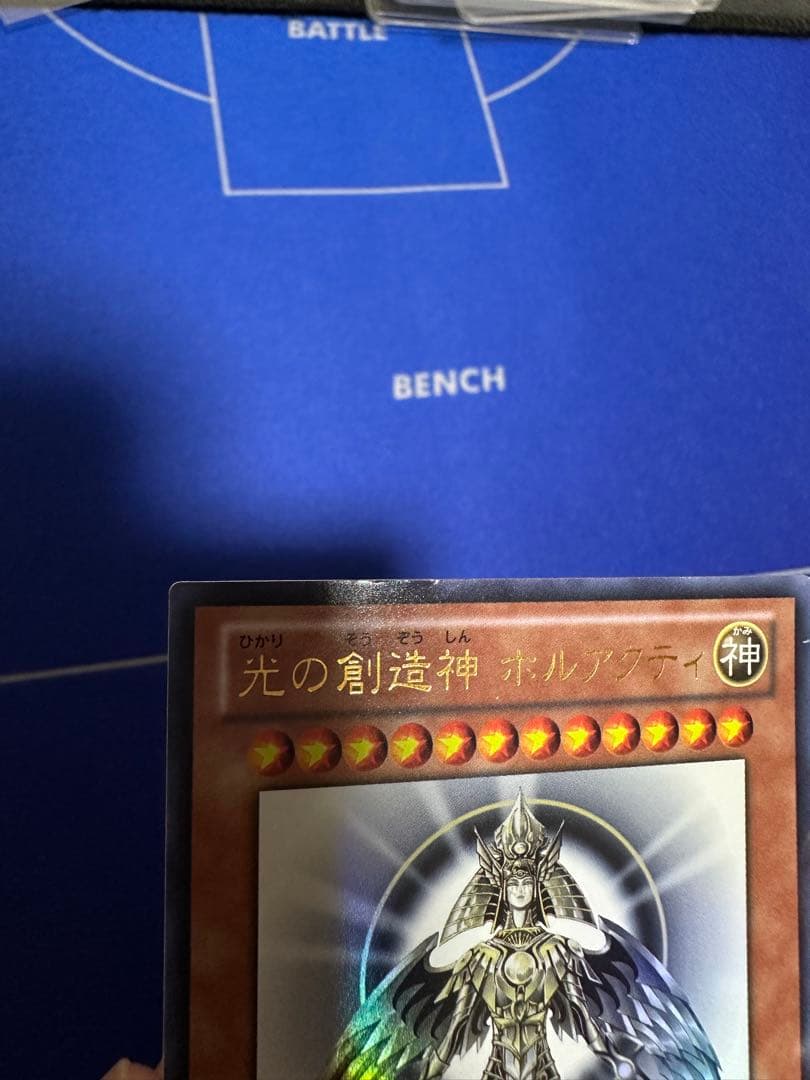 BATTLE
BENCH
ひかり そう ぞう しん かみ
光の創造神 ホルアクティ 神